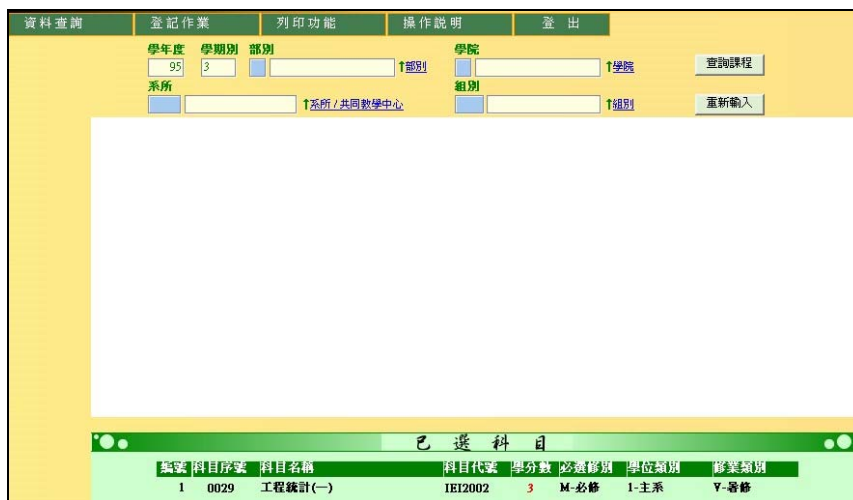 資料查詢 登記作業 列印功能 操作說明 登 出
學年度 學期別 部別 學院
95 3 ↑部別 ↑學院 查詢課程
系所 組別
↑系所/共同教學中心 ↑組別 重新輸入
已選科目
編號 科目序號 科目名稱 科目代號 學分數 必選修別 學位類別 修業類別
1 0029 工程統計(一) IEI2002 3 M-必修 1-主系 V-暑修